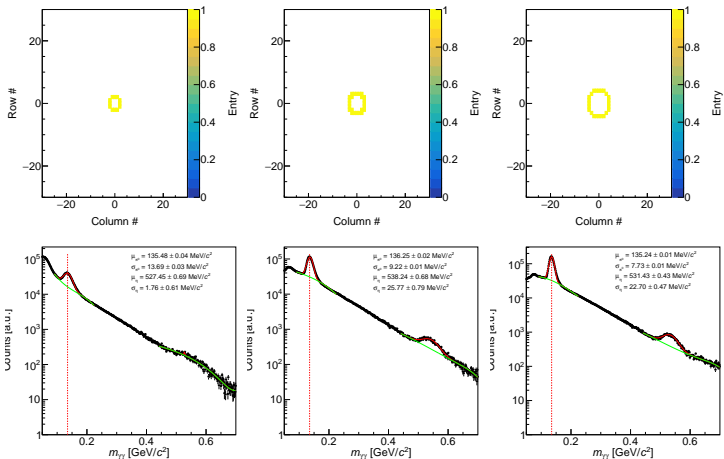 20
0
−20
Row #
−20 0 20
Column #
1
0.8
0.6
0.4
0.2
0
Entry
20
0
−20
Row #
−20 0 20
Column #
1
0.8
0.6
0.4
0.2
0
Entry
20
0
−20
Row #
−20 0 20
Column #
1
0.8
0.6
0.4
0.2
0
Entry
μπ⁰ = 135.48 ± 0.04 MeV/c²
σπ⁰ = 13.69 ± 0.03 MeV/c²
μη = 527.45 ± 0.69 MeV/c²
ση = 1.76 ± 0.61 MeV/c²
10⁵
10⁴
10³
10²
10
1
Counts [a.u.]
0.2 0.4 0.6
mγγ [GeV/c²]
μπ⁰ = 136.25 ± 0.02 MeV/c²
σπ⁰ = 9.22 ± 0.01 MeV/c²
μη = 538.24 ± 0.68 MeV/c²
ση = 25.77 ± 0.79 MeV/c²
10⁵
10⁴
10³
10²
10
1
Counts [a.u.]
0.2 0.4 0.6
mγγ [GeV/c²]
μπ⁰ = 135.24 ± 0.01 MeV/c²
σπ⁰ = 7.73 ± 0.01 MeV/c²
μη = 531.43 ± 0.43 MeV/c²
ση = 22.70 ± 0.47 MeV/c²
10⁵
10⁴
10³
10²
10
1
Counts [a.u.]
0.2 0.4 0.6
mγγ [GeV/c²]